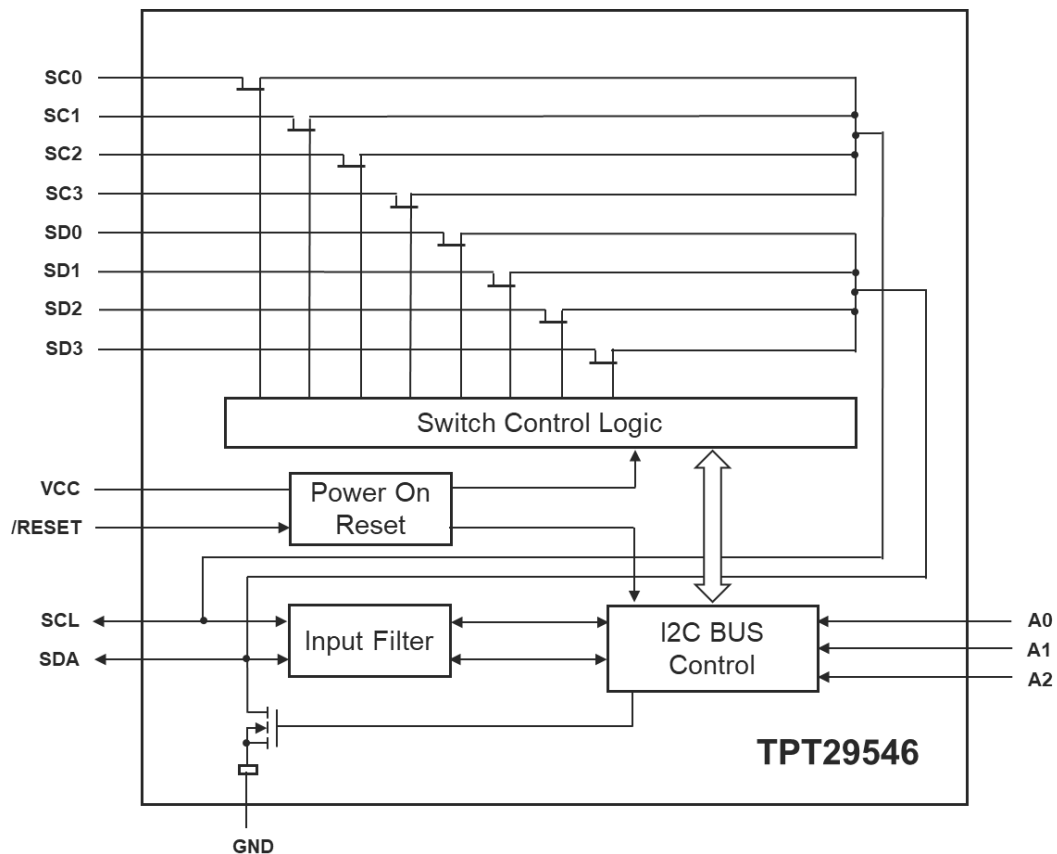 SC0
SC1
SC2
SC3
SD0
SD1
SD2
SD3
Switch Control Logic
VCC
/RESET
Power On
Reset
SCL
SDA
Input Filter
I2C BUS
Control
A0
A1
A2
TPT29546
GND